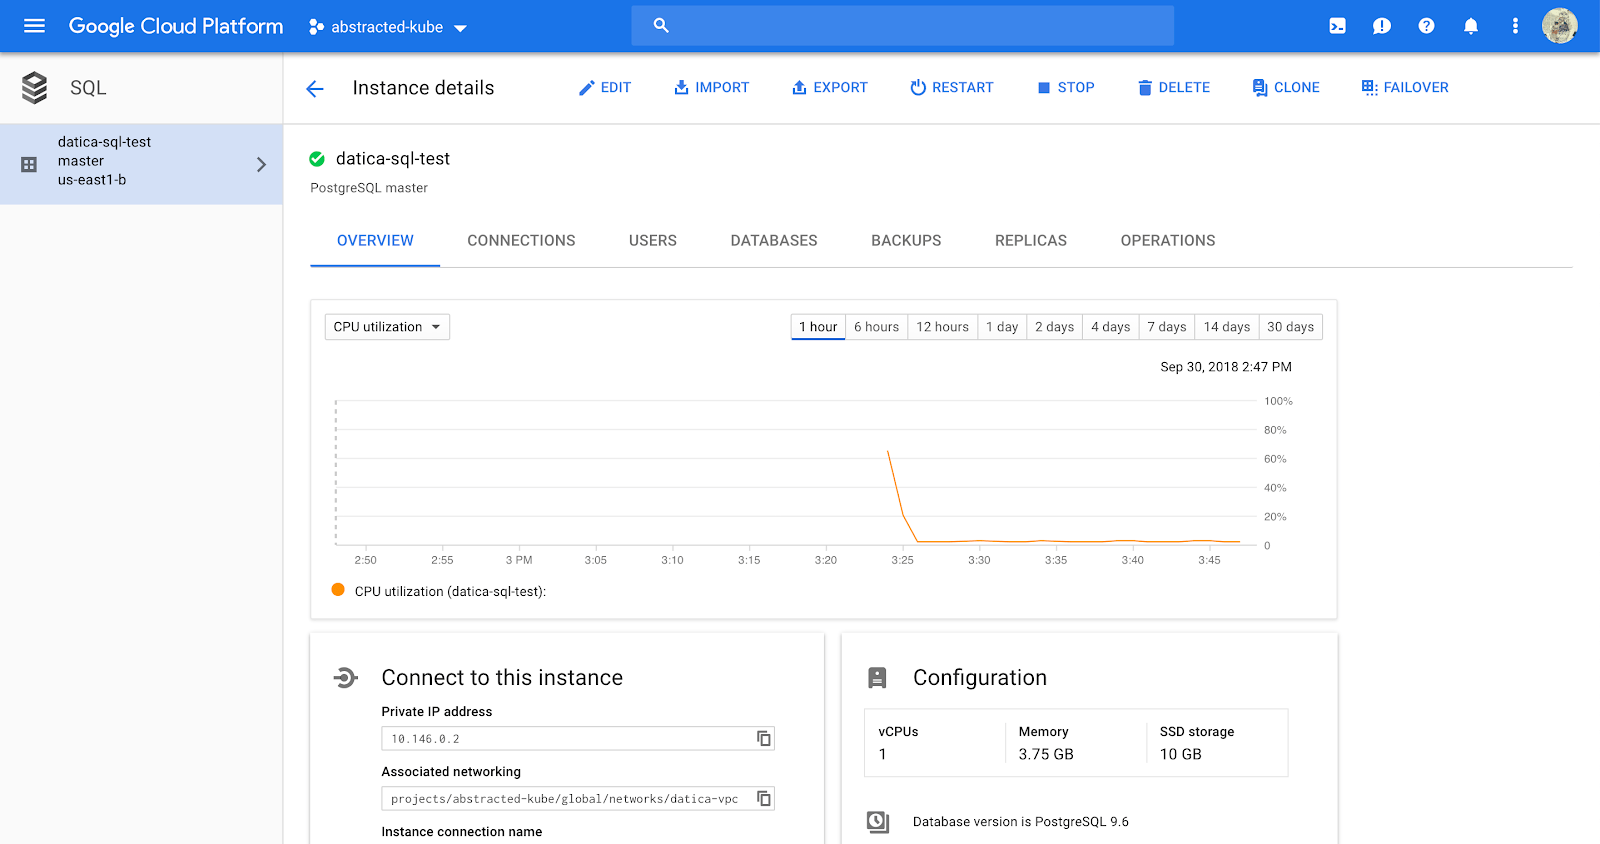 Google Cloud Platform
abstracted-kube
SQL
Instance details
EDIT
IMPORT
EXPORT
RESTART
STOP
DELETE
CLONE
FAILOVER
datica-sql-test
master
us-east1-b
datica-sql-test
PostgreSQL master
OVERVIEW
CONNECTIONS
USERS
DATABASES
BACKUPS
REPLICAS
OPERATIONS
CPU utilization
1 hour
6 hours
12 hours
1 day
2 days
4 days
7 days
14 days
30 days
Sep 30, 2018 2:47 PM
100%
80%
60%
40%
20%
0
2:50
2:55
3 PM
3:05
3:10
3:15
3:20
3:25
3:30
3:35
3:40
3:45
CPU utilization (datica-sql-test):
Connect to this instance
Private IP address
10.146.0.2
Associated networking
projects/abstracted-kube/global/networks/datica-vpc
Instance connection name
Configuration
vCPUs
1
Memory
3.75 GB
SSD storage
10 GB
Database version is PostgreSQL 9.6